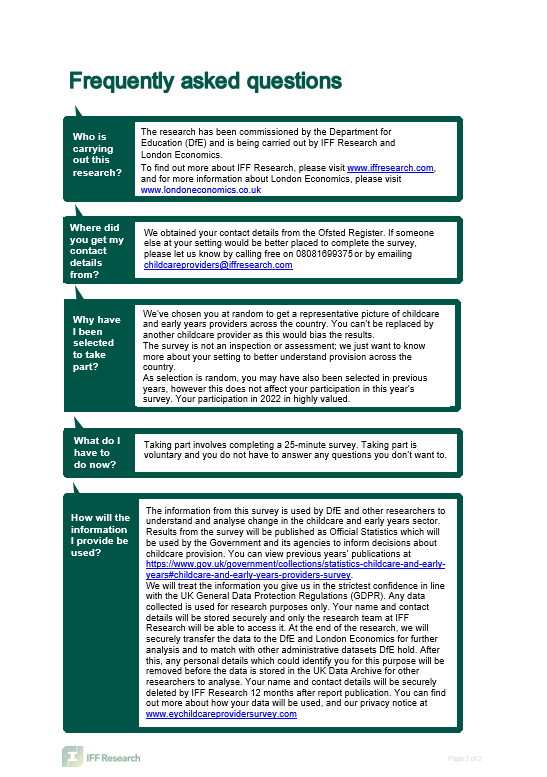 Frequently asked questions
Who is
carrying
out this
research?
The research has been commissioned by the Department for
Education (DfE) and is being carried out by IFF Research and
London Economics.
To find out more about IFF Research, please visit www.iffresearch.com,
and for more information about London Economics, please visit
www.londoneconomics.co.uk
Where did
you get my
contact
details
from?
We obtained your contact details from the Ofsted Register. If someone
else at your setting would be better placed to complete the survey,
please let us know by calling free on 08081699375 or by emailing
childcareproviders@iffresearch.com
Why have
I been
selected
to take
part?
We've chosen you at random to get a representative picture of childcare
and early years providers across the country. You can't be replaced by
another childcare provider as this would bias the results.
The survey is not an inspection or assessment; we just want to know
more about your setting to better understand provision across the
country.
As selection is random, you may have also been selected in previous
years, however this does not affect your participation in this year's
survey. Your participation in 2022 in highly valued.
What do I
have to
do now?
Taking part involves completing a 25-minute survey. Taking part is
voluntary and you do not have to answer any questions you don't want to.
How will the
information
I provide be
used?
The information from this survey is used by DfE and other researchers to
understand and analyse change in the childcare and early years sector.
Results from the survey will be published as Official Statistics which will
be used by the Government and its agencies to inform decisions about
childcare provision. You can view previous years' publications at
https://www.gov.uk/government/collections/statistics-childcare-and-early-
years#childcare-and-early-years-providers-survey.
We will treat the information you give us in the strictest confidence in line
with the UK General Data Protection Regulations (GDPR). Any data
collected is used for research purposes only. Your name and contact
details will be stored securely and only the research team at IFF
Research will be able to access it. At the end of the research, we will
securely transfer the data to the DfE and London Economics for further
analysis and to match with other administrative datasets DfE hold. After
this, any personal details which could identify you for this purpose will be
removed before the data is stored in the UK Data Archive for other
researchers to analyse. Your name and contact details will be securely
deleted by IFF Research 12 months after report publication. You can find
out more about how your data will be used, and our privacy notice at
www.eychildcareprovidersurvey.com
IFF Research
Page 2 of 2